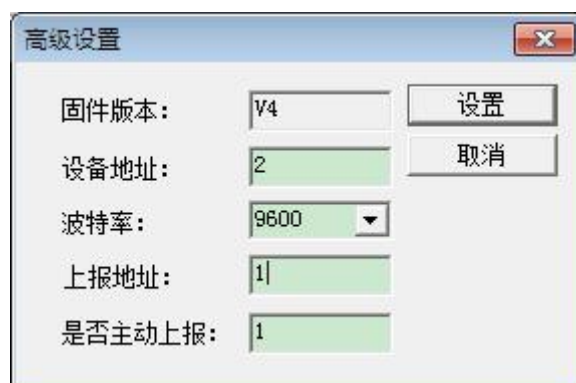 高级设置
固件版本： V4 设置
设备地址： 2 取消
波特率： 9600
上报地址： 1
是否主动上报： 1